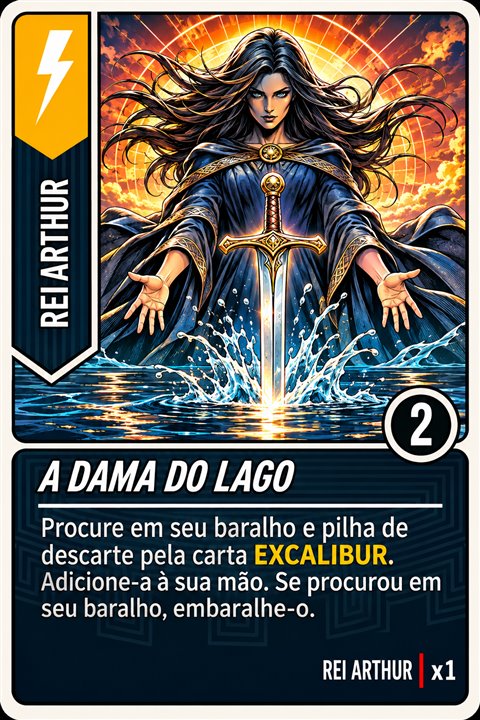 REI ARTHUR
2
A DAMA DO LAGO
Procure em seu baralho e pilha de
descarte pela carta EXCALIBUR.
Adicione-a à sua mão. Se procurou em
seu baralho, embaralhe-o.
REI ARTHUR | x1